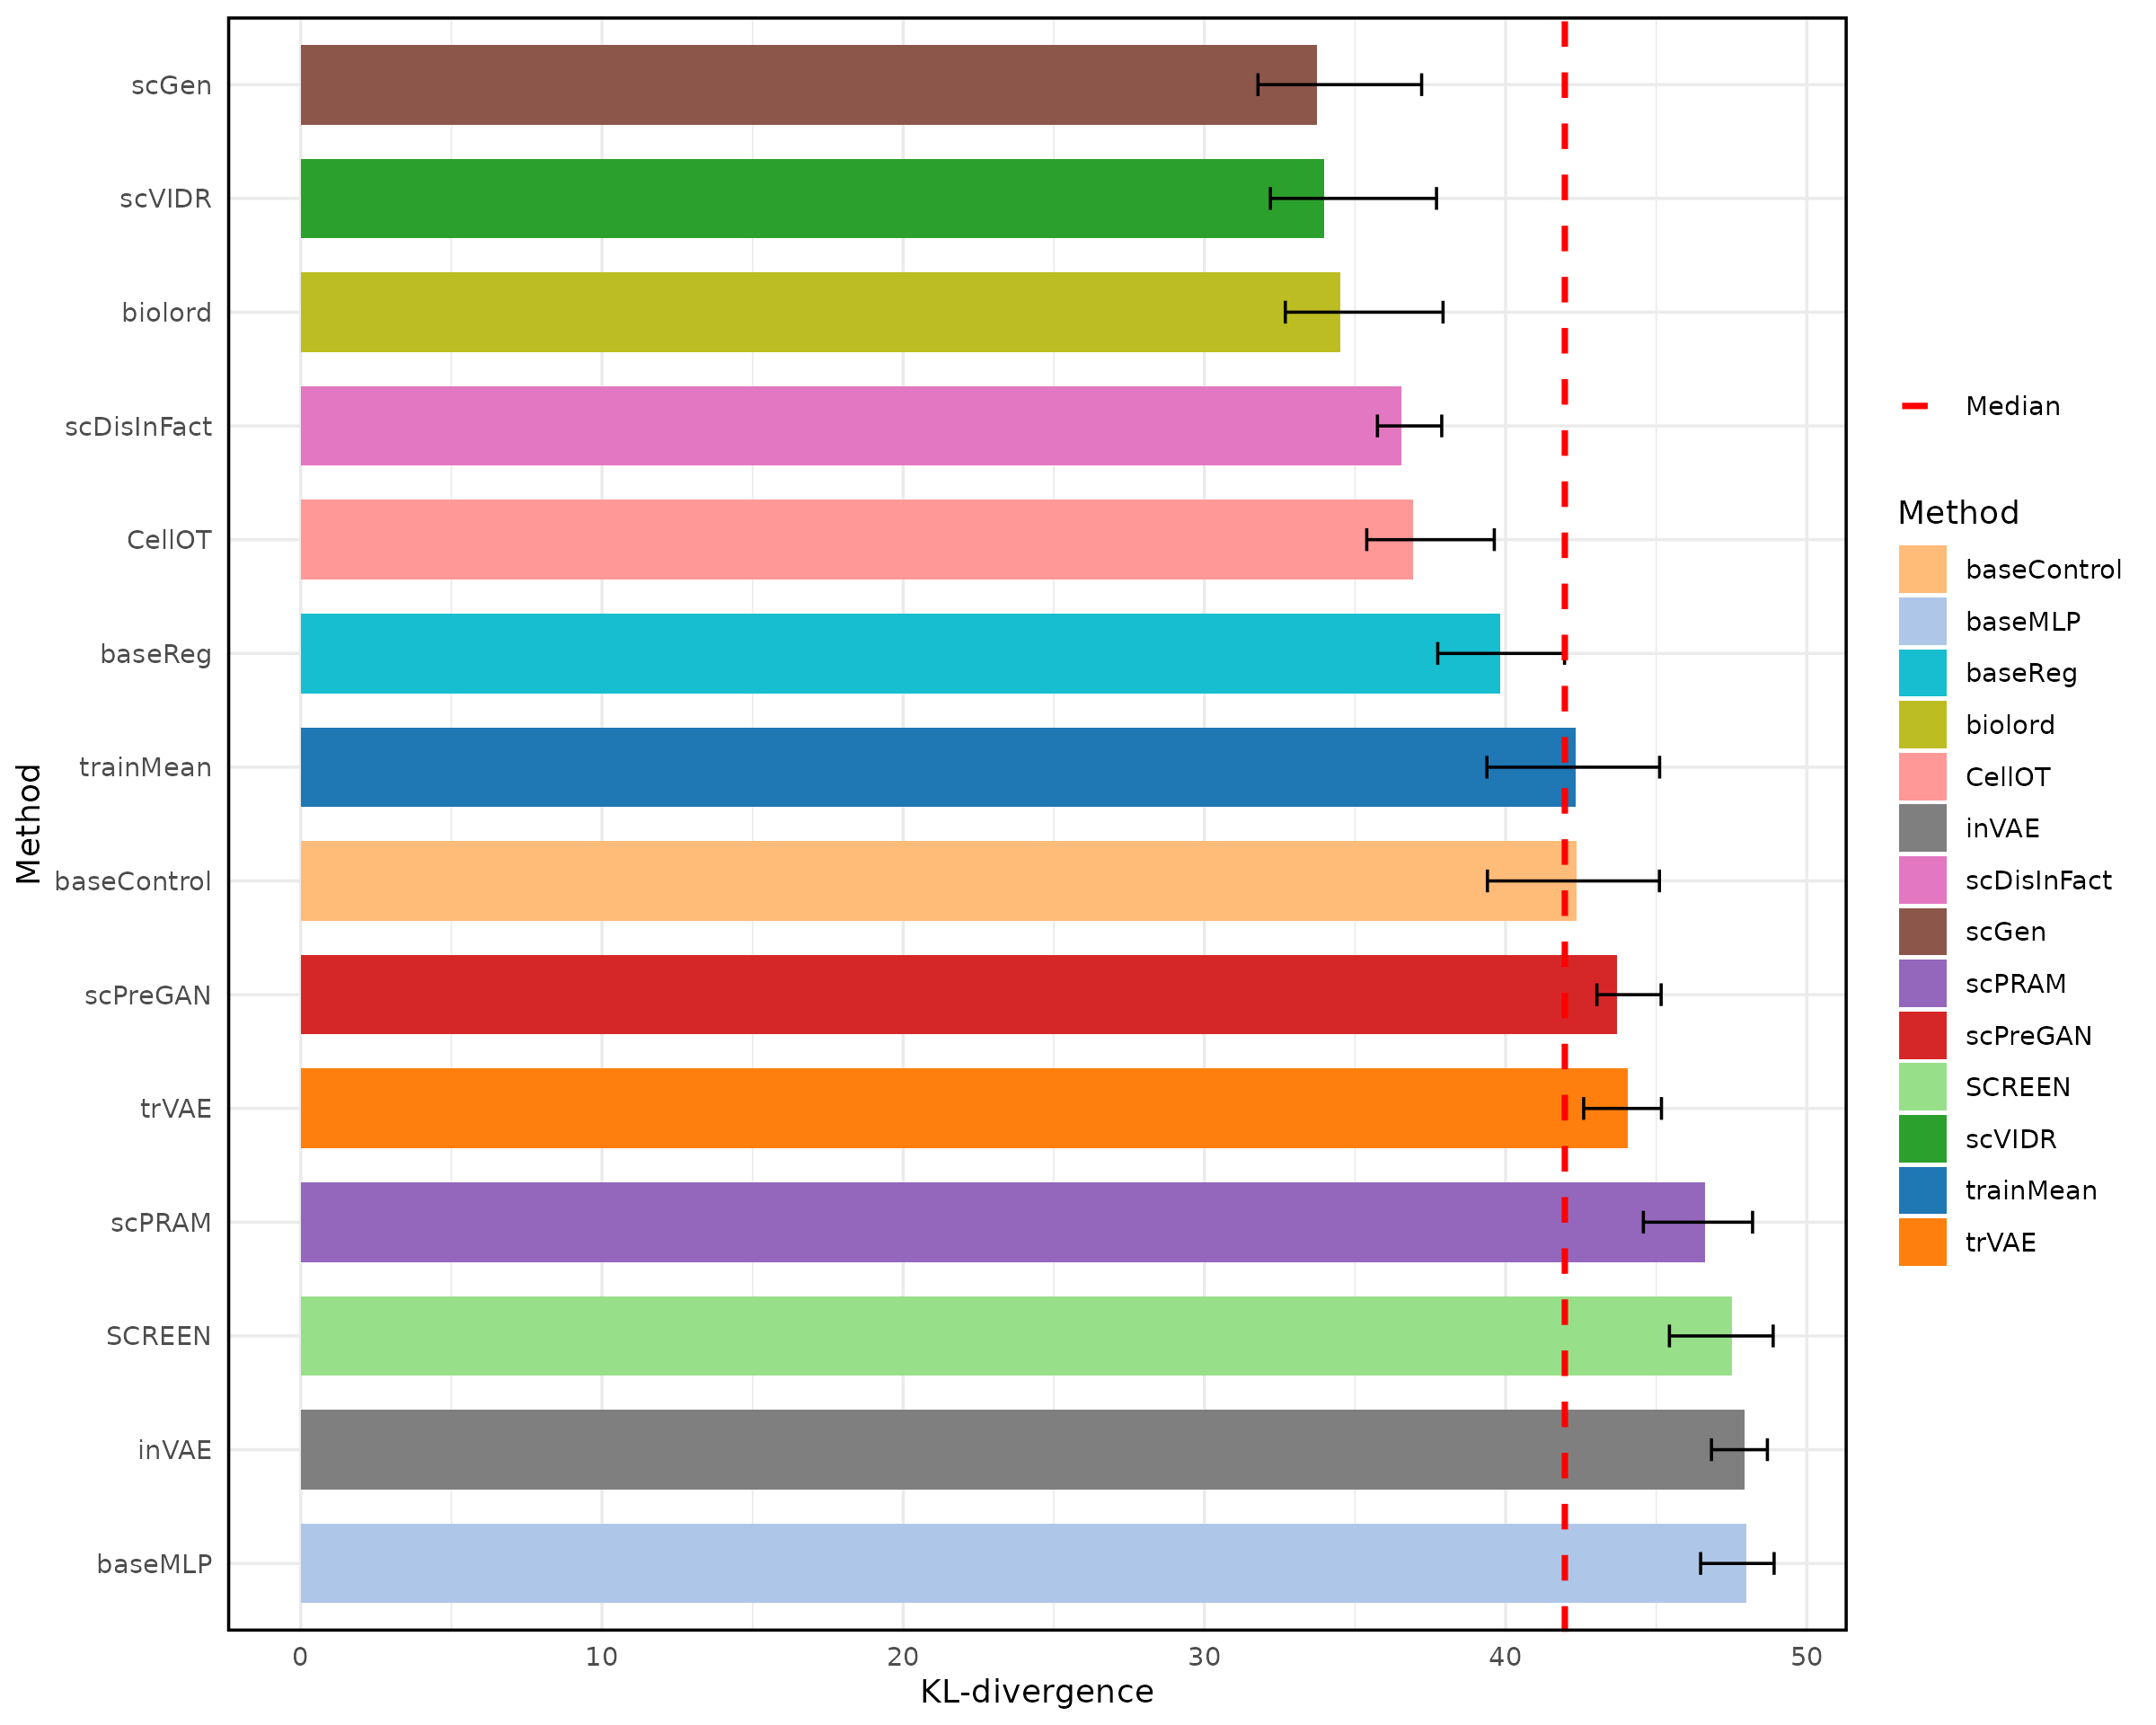 Method
scGen
scVIDR
biolord
scDisInFact
CellOT
baseReg
trainMean
baseControl
scPreGAN
trVAE
scPRAM
SCREEN
inVAE
baseMLP
0 10 20 30 40 50
KL-divergence
Median
Method
baseControl
baseMLP
baseReg
biolord
CellOT
inVAE
scDisInFact
scGen
scPRAM
scPreGAN
SCREEN
scVIDR
trainMean
trVAE